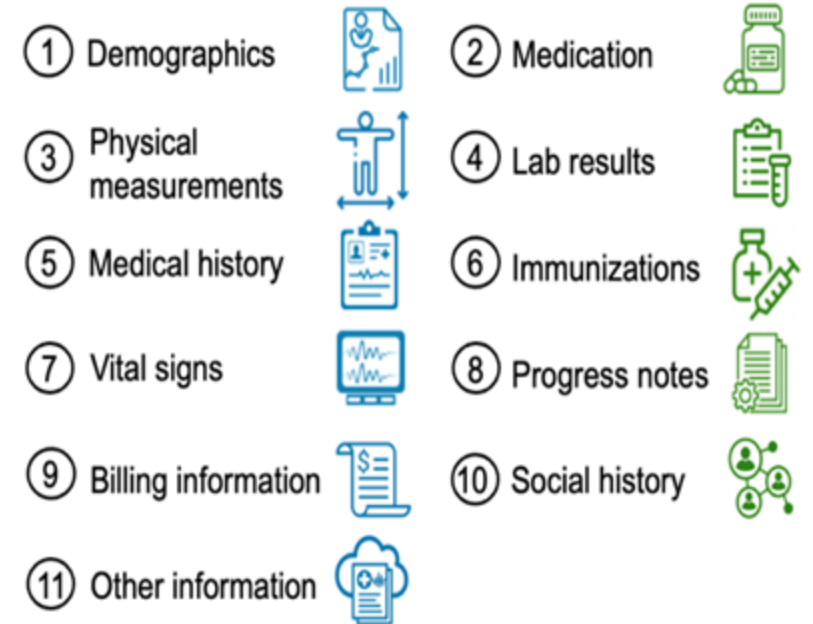 1 Demographics
2 Medication
3 Physical
measurements
4 Lab results
5 Medical history
6 Immunizations
7 Vital signs
8 Progress notes
9 Billing information
$
10 Social history
11 Other information